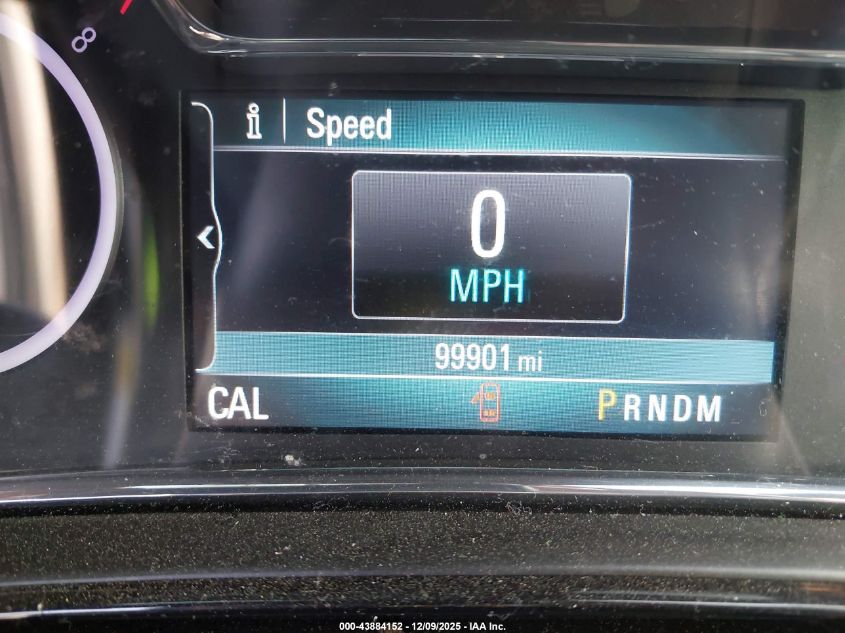 8
i | Speed
0
MPH
99901 mi
CAL PRNDM
000-43884152 - 12/09/2025 - IAA Inc.